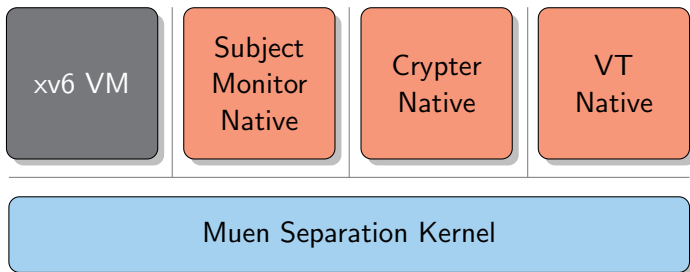 xv6 VM
Subject
Monitor
Native
Crypter
Native
VT
Native
Muen Separation Kernel